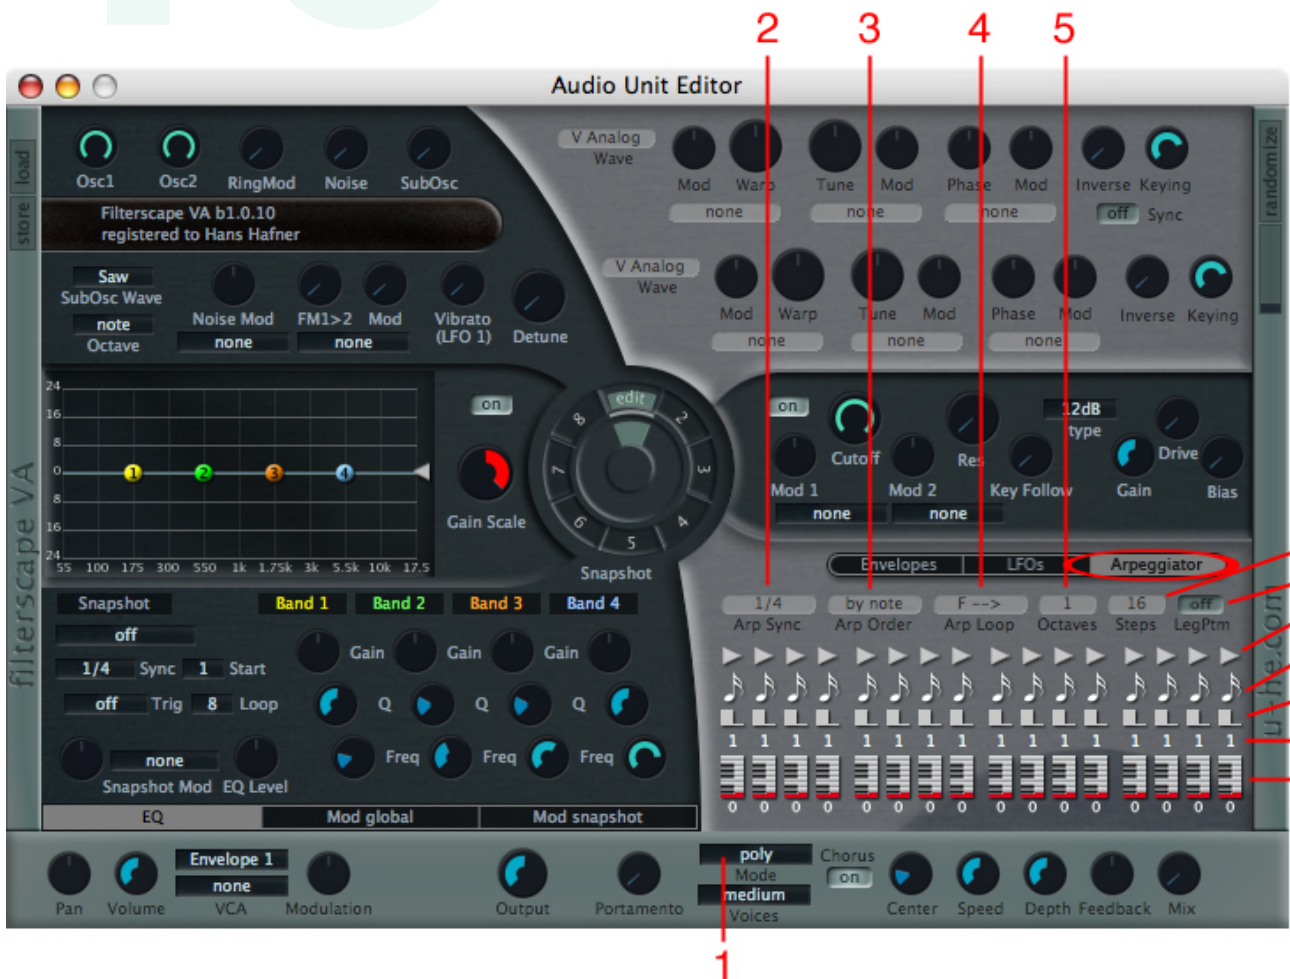 2 3 4 5
Audio Unit Editor
load
store
filterscape VA
Osc1 Osc2 RingMod Noise SubOsc
Filterscape VA b1.0.10
registered to Hans Hafner
Saw
SubOsc Wave
note
Octave
Noise Mod FM1>2 Mod Vibrato (LFO 1) Detune
none none
V Analog
Wave
Mod Warp Tune Mod Phase Mod Inverse Keying
none none none off Sync
V Analog
Wave
Mod Warp Tune Mod Phase Mod Inverse Keying
none none none
randomize
24
16
8
0
8
16
24
1 2 3 4
55 100 175 300 550 1k 1.75k 3k 5.5k 10k 17.5
on
Gain Scale
edit 2 3 4 5 6 7 8
Snapshot
on 12dB
type
Cutoff Res Drive
Mod 1 Mod 2 Key Follow Gain Bias
none none
Envelopes LFOs Arpeggiator
1/4 by note F --> 1 16 off
Arp Sync Arp Order Arp Loop Octaves Steps LegPtm
1 1 1 1 1 1 1 1 1 1 1 1 1 1 1 1
0 0 0 0 0 0 0 0 0 0 0 0 0 0 0 0
u-he.com
Snapshot Band 1 Band 2 Band 3 Band 4
off
Gain Gain Gain
1/4 Sync 1 Start
off Trig 8 Loop
Q Q Q
none
Freq Freq Freq
Snapshot Mod EQ Level
EQ Mod global Mod snapshot
Envelope 1
none
Pan Volume VCA Modulation Output Portamento
poly
Mode
medium
Voices
Chorus
on
Center Speed Depth Feedback Mix
1